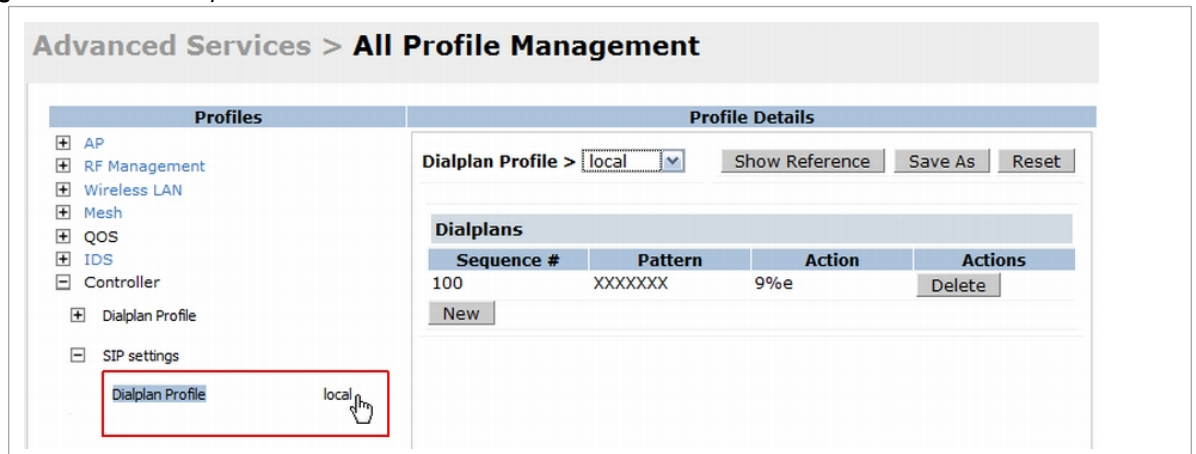 Advanced Services > All Profile Management
Profiles
AP
RF Management
Wireless LAN
Mesh
QOS
IDS
Controller
Dialplan Profile
SIP settings
Dialplan Profile local
Profile Details
Dialplan Profile > local Show Reference Save As Reset
Dialplans
Sequence # Pattern Action Actions
100 XXXXXXX 9%e Delete
New